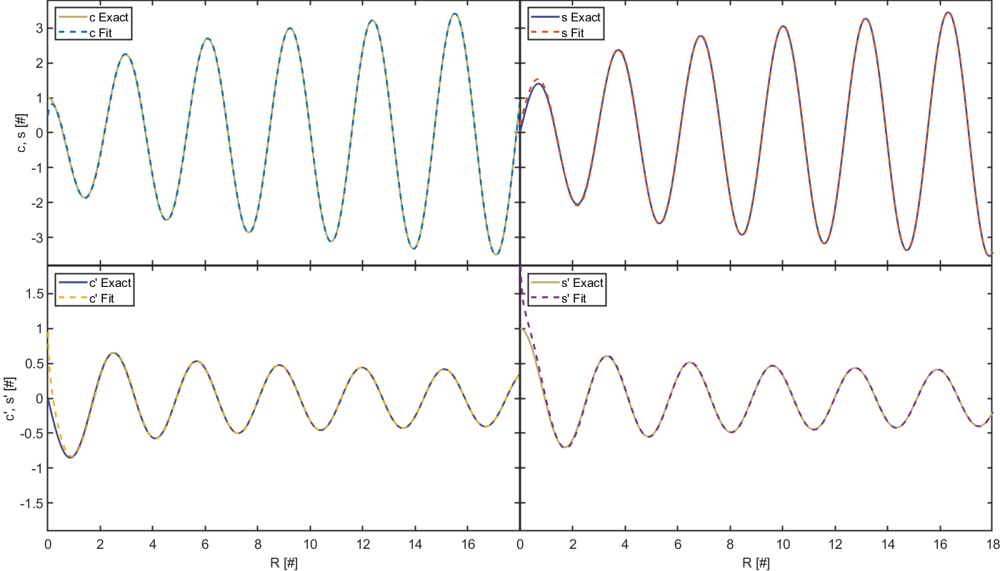 c Exact
c Fit
s Exact
s Fit
3
2
1
0
-1
-2
-3
c, s [#]
c' Exact
c' Fit
s' Exact
s' Fit
1.5
1
0.5
0
-0.5
-1
-1.5
c', s' [#]
0 2 4 6 8 10 12 14 16
0 2 4 6 8 10 12 14 16 18
R [#]
R [#]